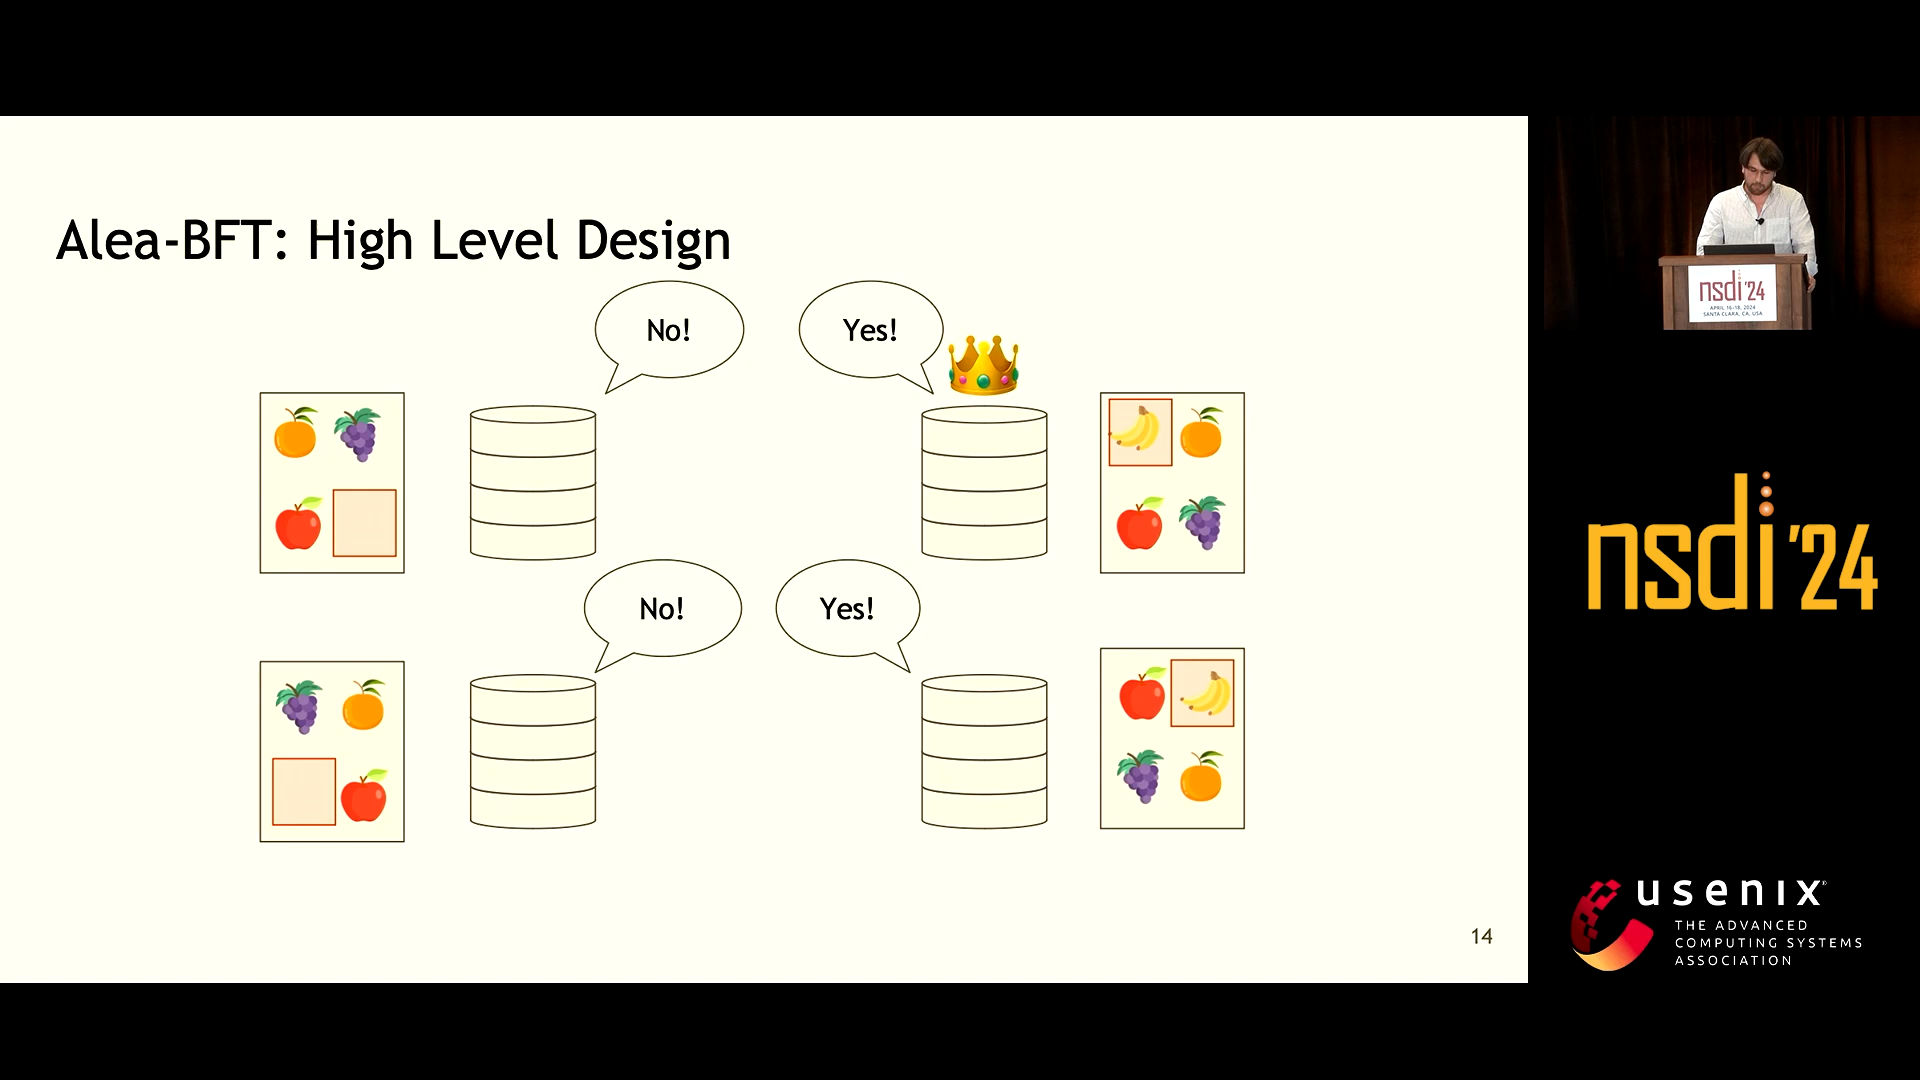 Alea-BFT: High Level Design
No!
Yes!
No!
Yes!
14
nsdi '24
APRIL 16-18, 2024
SANTA CLARA, CA, USA
nsdi '24
usenix®
THE ADVANCED
COMPUTING SYSTEMS
ASSOCIATION